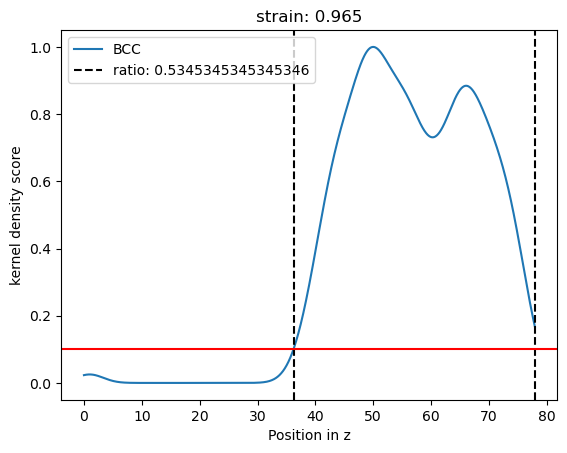 strain: 0.965
BCC
ratio: 0.5345345345345346
kernel density score
1.0
0.8
0.6
0.4
0.2
0.0
0 10 20 30 40 50 60 70 80
Position in z